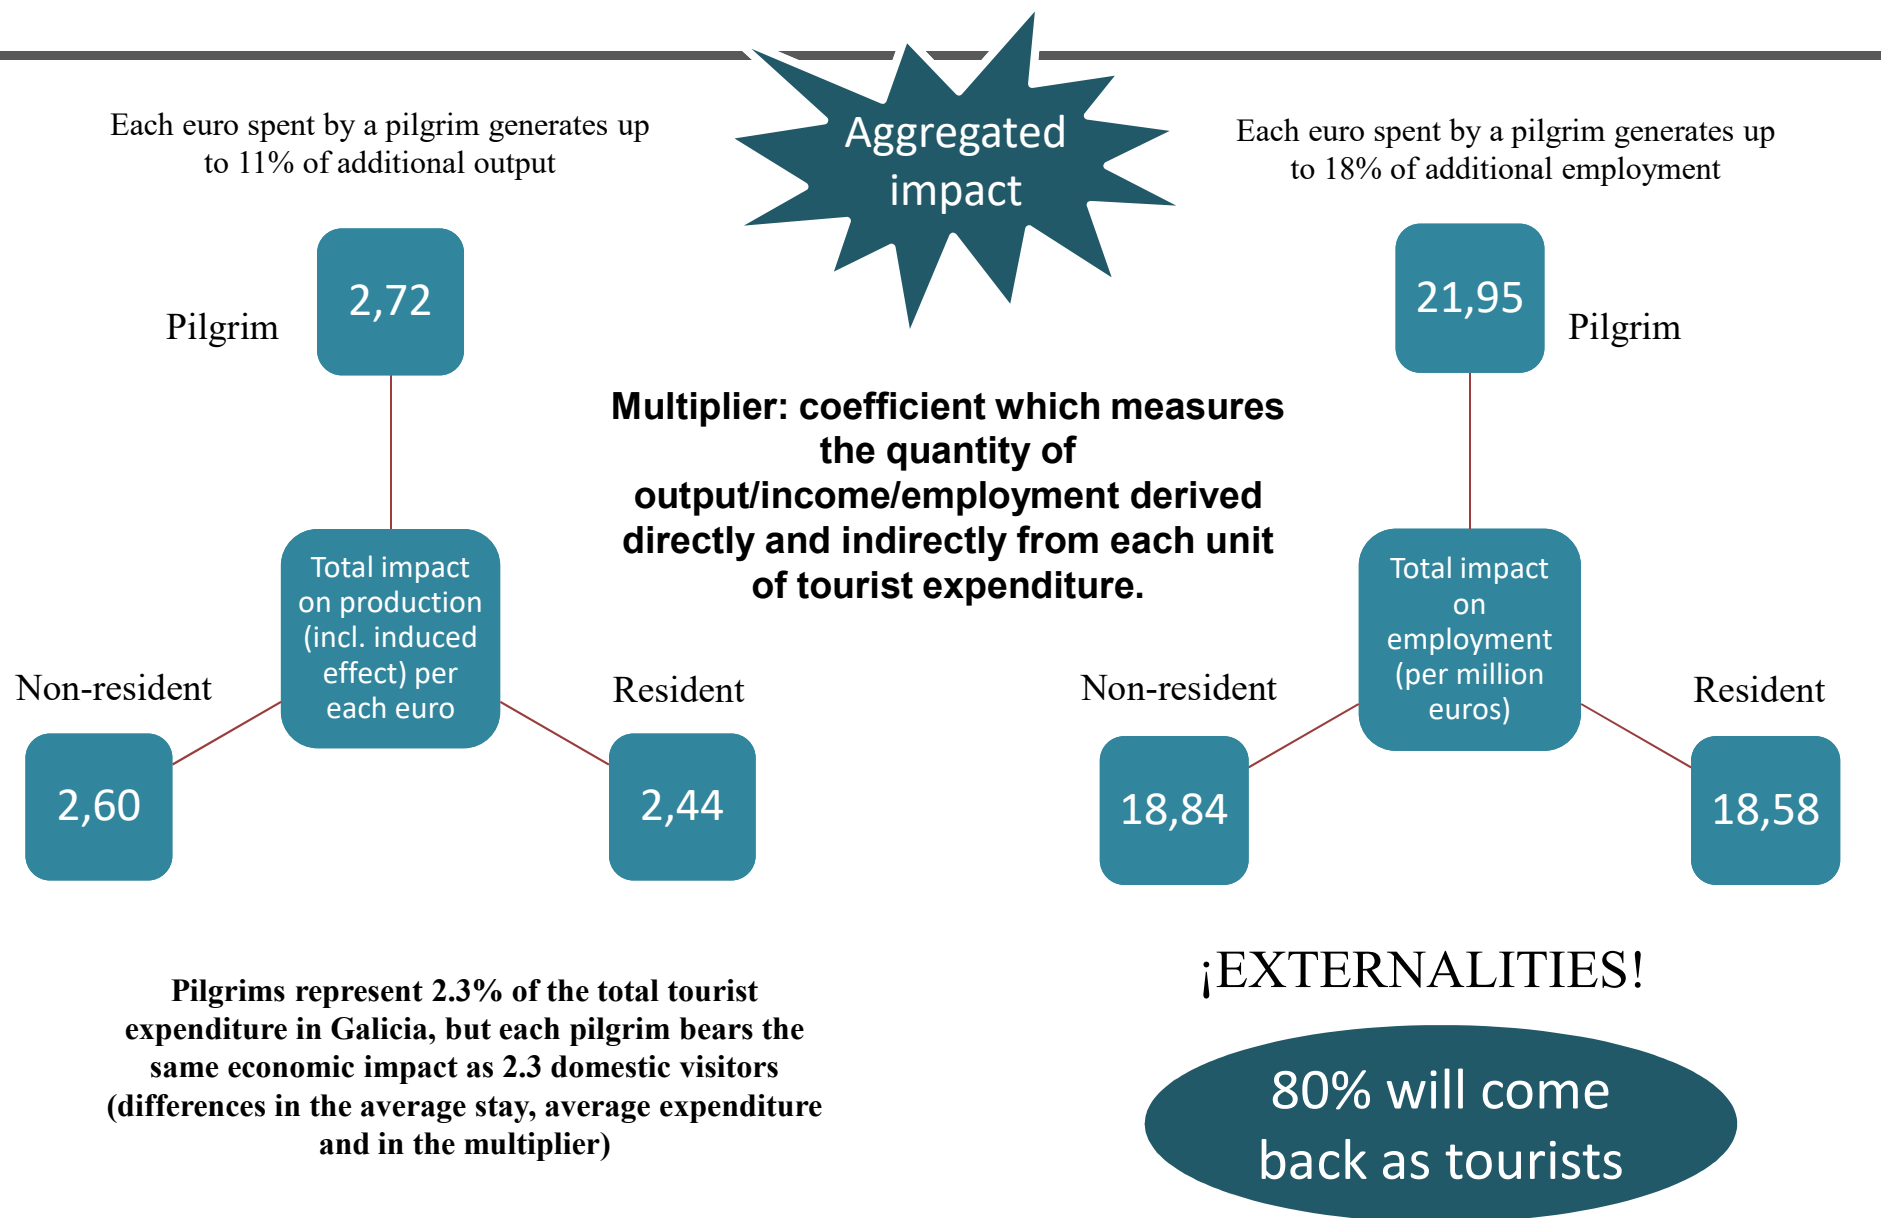 Each euro spent by a pilgrim generates up
to 11% of additional output
Aggregated
impact
Each euro spent by a pilgrim generates up
to 18% of additional employment
2,72
Pilgrim
21,95
Pilgrim
Multiplier: coefficient which measures
the quantity of
output/income/employment derived
directly and indirectly from each unit
of tourist expenditure.
Total impact
on production
(incl. induced
effect) per
each euro
Non-resident
Resident
2,60
2,44
Total impact
on
employment
(per million
euros)
Non-resident
Resident
18,84
18,58
Pilgrims represent 2.3% of the total tourist
expenditure in Galicia, but each pilgrim bears the
same economic impact as 2.3 domestic visitors
(differences in the average stay, average expenditure
and in the multiplier)
¡EXTERNALITIES!
80% will come
back as tourists